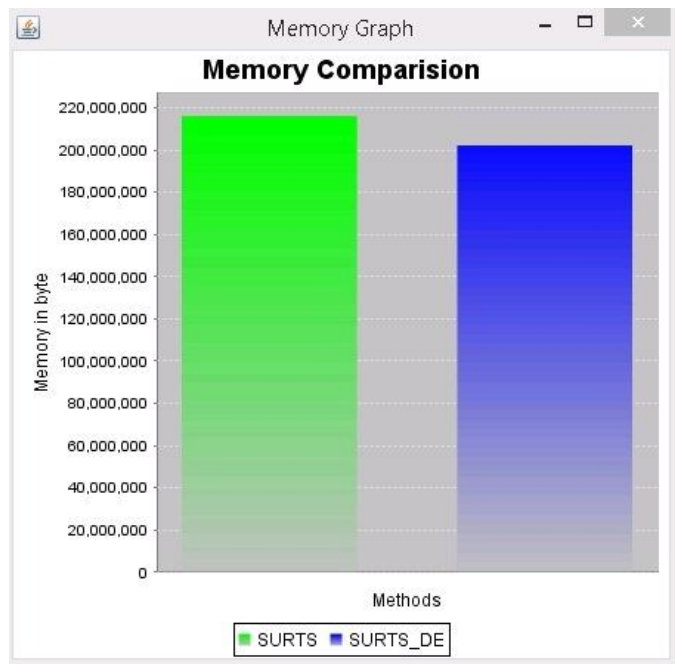 Memory Graph
Memory Comparision
220,000,000
200,000,000
180,000,000
160,000,000
140,000,000
120,000,000
100,000,000
80,000,000
60,000,000
40,000,000
20,000,000
0
Memory in byte
Methods
SURTS SURTS_DE